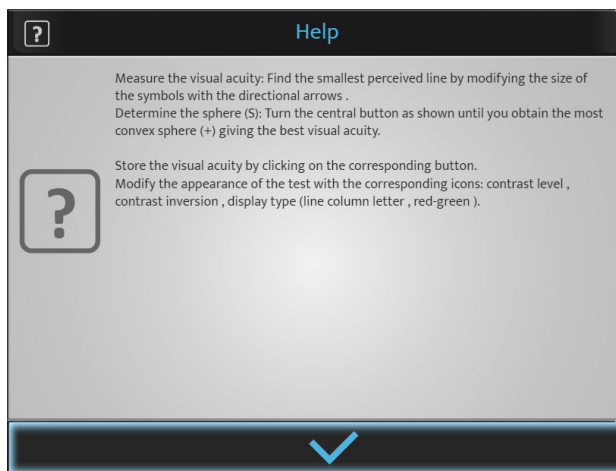 Help
Measure the visual acuity: Find the smallest perceived line by modifying the size of
the symbols with the directional arrows .
Determine the sphere (S): Turn the central button as shown until you obtain the most
convex sphere (+) giving the best visual acuity.
Store the visual acuity by clicking on the corresponding button.
Modify the appearance of the test with the corresponding icons: contrast level ,
contrast inversion , display type (line column letter , red-green ).